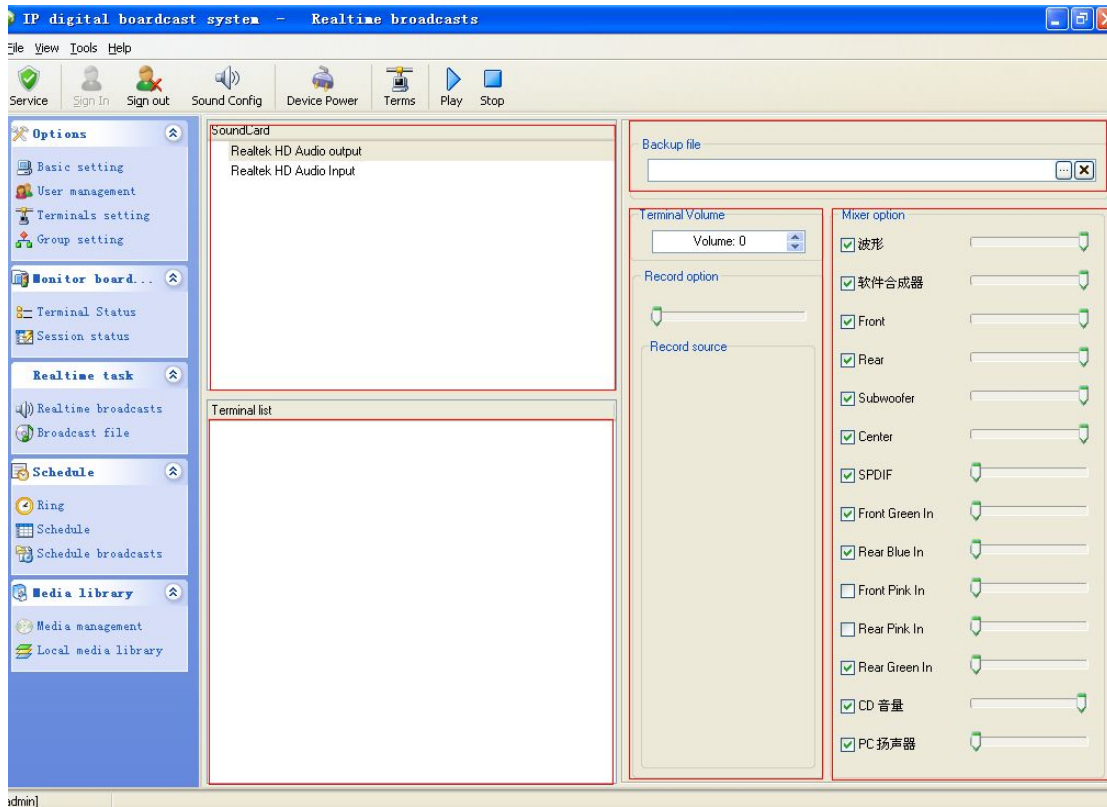 IP digital boardcast system - Realtime broadcasts
File View Tools Help
Service Sign In Sign out Sound Config Device Power Terms Play Stop
Options
Basic setting
User management
Terminals setting
Group setting
Monitor board...
Terminal Status
Session status
Realtime task
Realtime broadcasts
Broadcast file
Schedule
Ring
Schedule
Schedule broadcasts
Media library
Media management
Local media library
SoundCard
Realtek HD Audio output
Realtek HD Audio Input
Terminal list
Backup file
...
Terminal Volume
Volume: 0
Record option
Record source
Mixer option
波形
软件合成器
Front
Rear
Subwoofer
Center
SPDIF
Front Green In
Rear Blue In
Front Pink In
Rear Pink In
Rear Green In
CD 音量
PC 扬声器
admin]